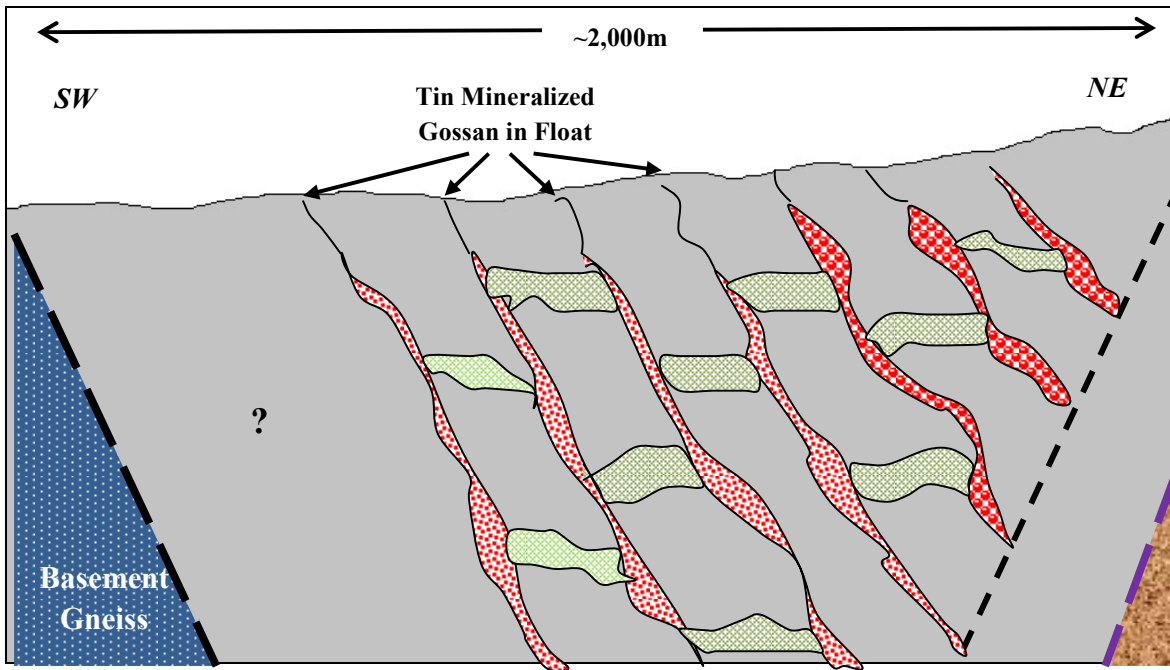 ~2,000m
SW
NE
Tin Mineralized
Gossan in Float
?
Basement
Gneiss